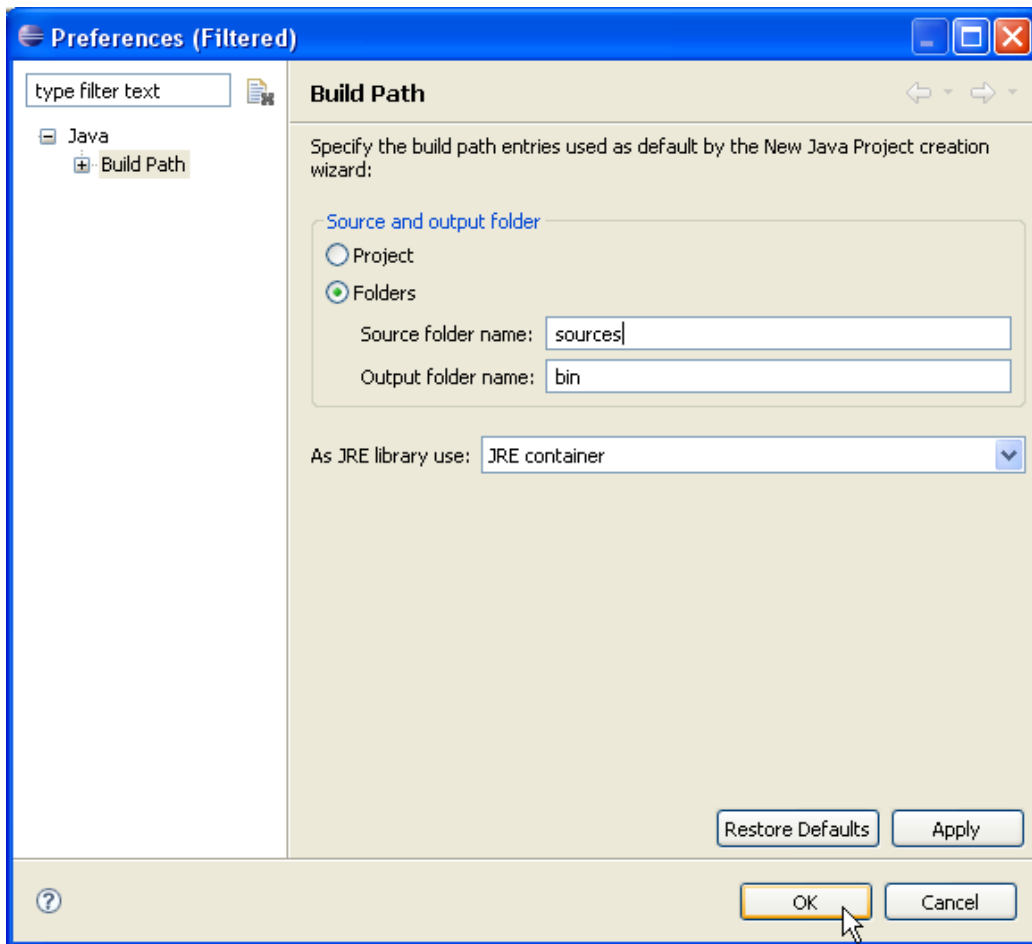 Preferences (Filtered)
type filter text
Java
Build Path
Build Path
Specify the build path entries used as default by the New Java Project creation
wizard:
Source and output folder
Project
Folders
Source folder name: sources
Output folder name: bin
As JRE library use: JRE container
Restore Defaults Apply
OK Cancel